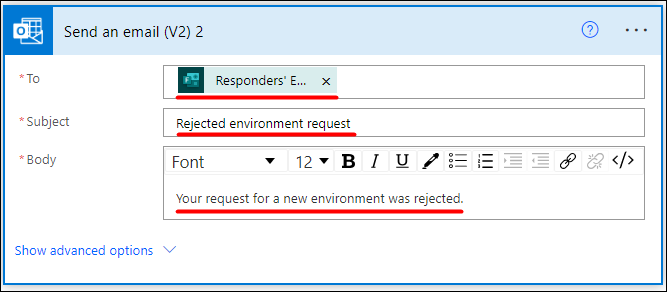 Send an email (V2) 2
? ...
* To
Responders' E... ×
* Subject
Rejected environment request
* Body
Font 12 B I U </>
Your request for a new environment was rejected.
Show advanced options